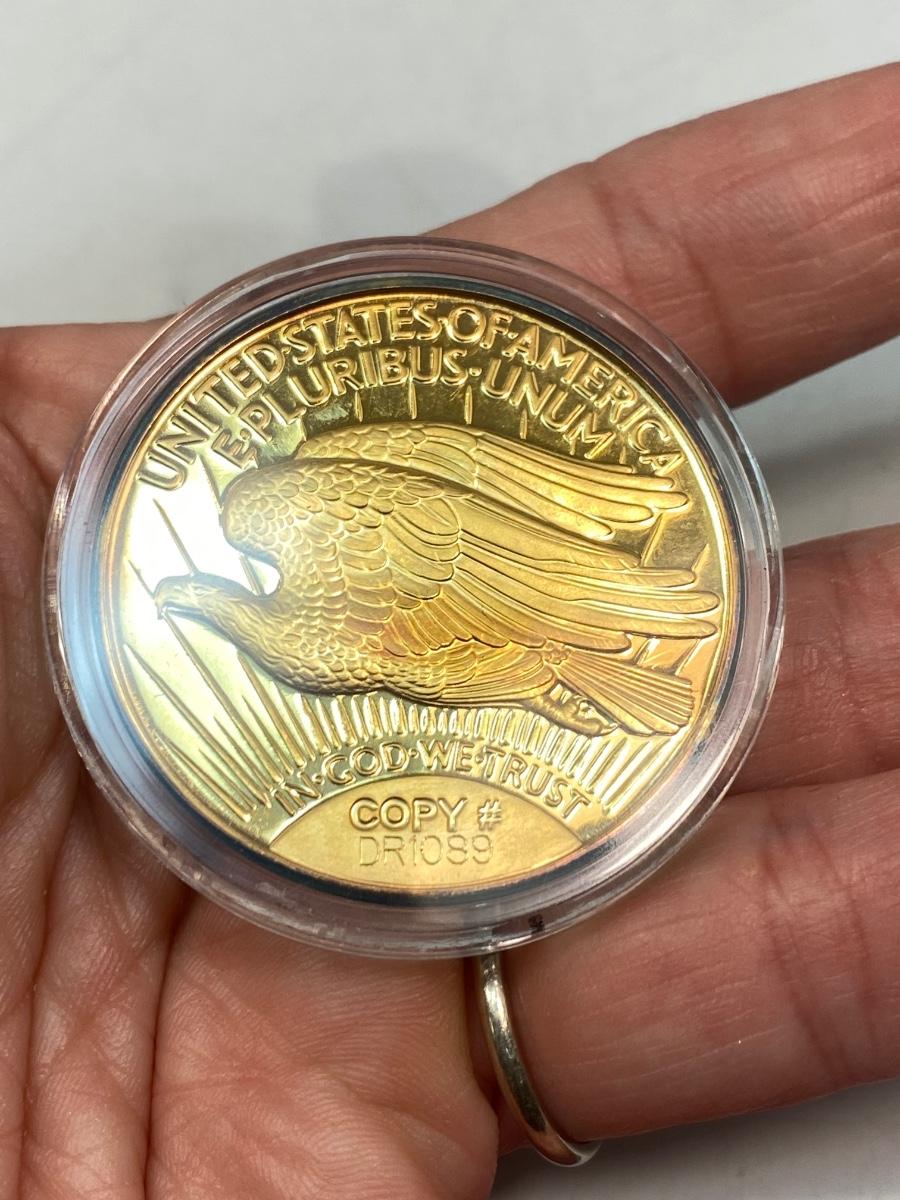 UNITED·STATES·OF·AMERICA
E·PLURIBUS·UNUM
IN·GOD·WE·TRUST
COPY #
DR1089